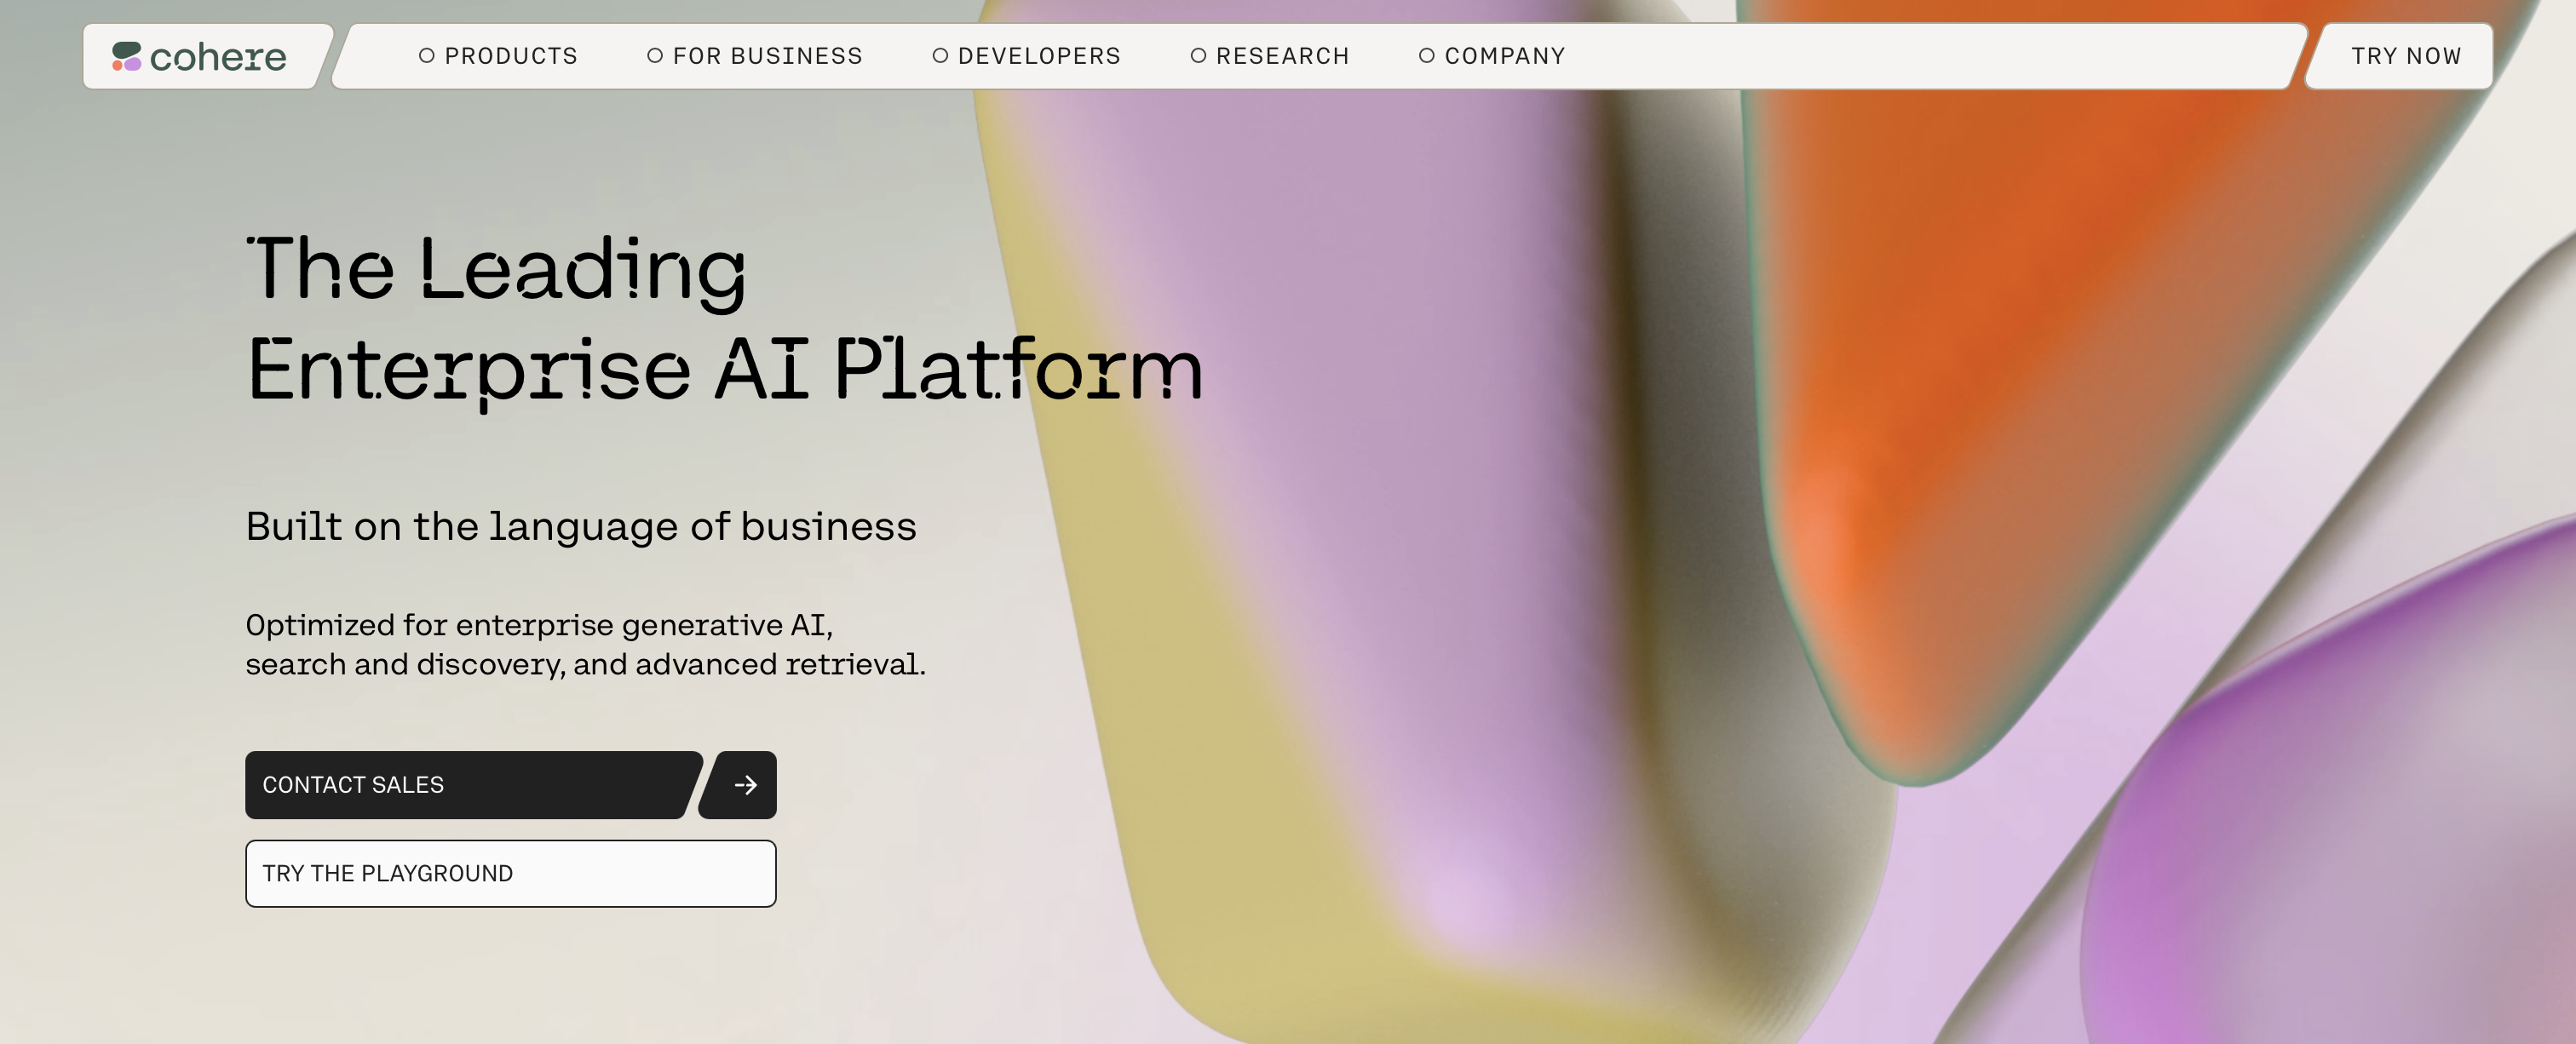 cohere
PRODUCTS
FOR BUSINESS
DEVELOPERS
RESEARCH
COMPANY
TRY NOW
The Leading
Enterprise AI Platform
Built on the language of business
Optimized for enterprise generative AI,
search and discovery, and advanced retrieval.
CONTACT SALES
TRY THE PLAYGROUND